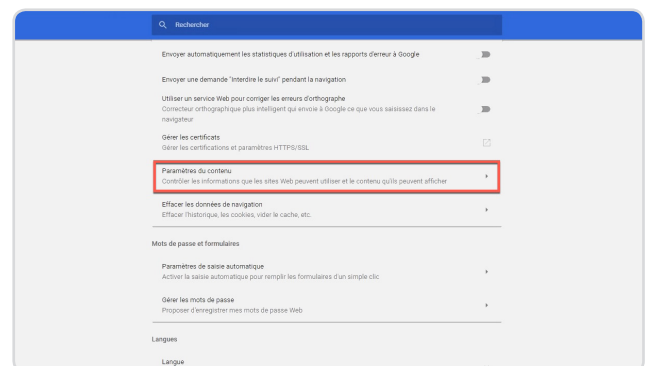 Rechercher
Envoyer automatiquement les statistiques d'utilisation et les rapports d'erreur à Google
Envoyer une demande "Interdire le suivi" pendant la navigation
Utiliser un service Web pour corriger les erreurs d'orthographe
Correcteur orthographique plus intelligent qui envoie à Google ce que vous saisissez dans le
navigateur
Gérer les certificats
Gérer les certifications et paramètres HTTPS/SSL
Paramètres du contenu
Contrôler les informations que les sites Web peuvent utiliser et le contenu qu'ils peuvent afficher
Effacer les données de navigation
Effacer l'historique, les cookies, vider le cache, etc.
Mots de passe et formulaires
Paramètres de saisie automatique
Activer la saisie automatique pour remplir les formulaires d'un simple clic
Gérer les mots de passe
Proposer d'enregistrer mes mots de passe Web
Langues
Langue